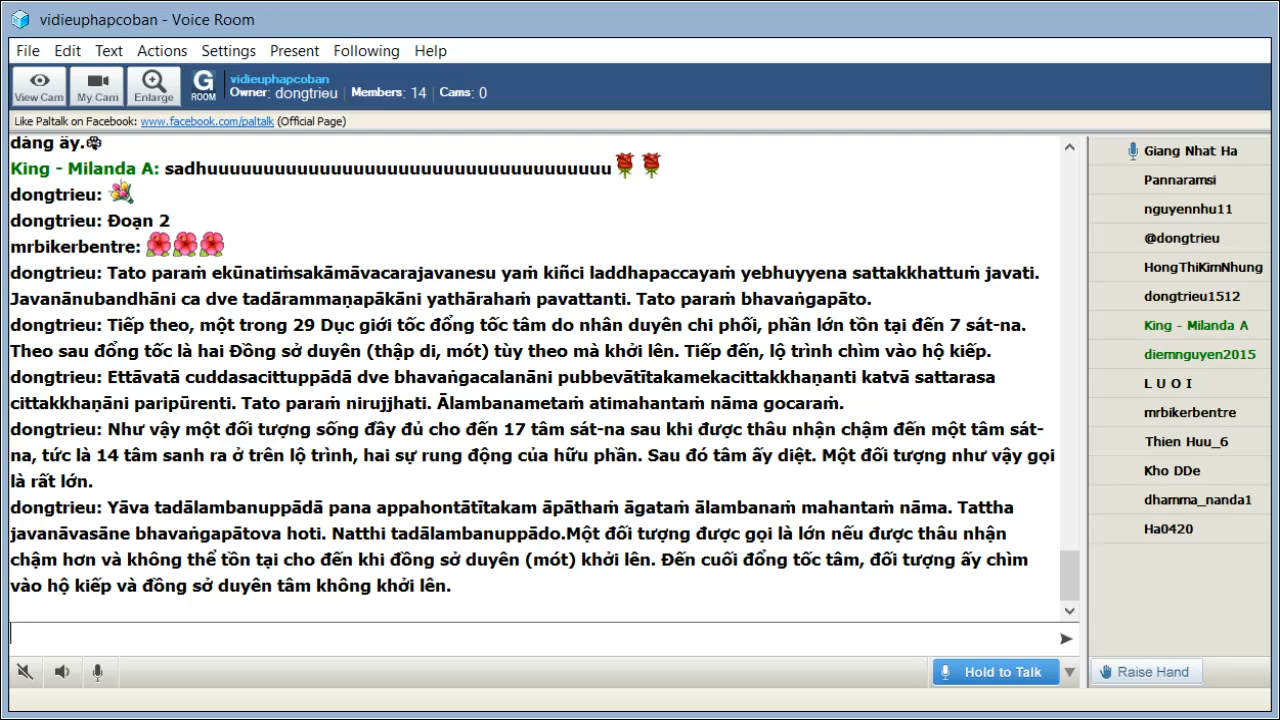 vidieuphapcoban - Voice Room
File Edit Text Actions Settings Present Following Help
View Cam My Cam Enlarge G ROOM
vidieuphapcoban
Owner: dongtrieu | Members: 14 | Cams: 0
Like Paltalk on Facebook: www.facebook.com/paltalk (Official Page)
dàng ấy.
King - Milanda A: sadhuuuuuuuuuuuuuuuuuuuuuuuuuuuuuuuuuuuu
dongtrieu:
dongtrieu: Đoạn 2
mrbikerbentre:
dongtrieu: Tato paraṁ ekūnatiṁsakāmāvacarajavanesu yaṁ kiñci laddhapaccayaṁ yebhuyyena sattakkhattuṁ javati.
Javanānubandhāni ca dve tadārammaṇapākāni yathārahaṁ pavattanti. Tato paraṁ bhavaṅgapāto.
dongtrieu: Tiếp theo, một trong 29 Dục giới tốc đổng tốc tâm do nhân duyên chi phối, phần lớn tồn tại đến 7 sát-na.
Theo sau đổng tốc là hai Đồng sở duyên (thập di, mót) tùy theo mà khởi lên. Tiếp đến, lộ trình chìm vào hộ kiếp.
dongtrieu: Ettāvatā cuddasacittuppādā dve bhavaṅgacalanāni pubbevātītakamekacittakkhaṇanti katvā sattarasa
cittakkhaṇāni paripūrenti. Tato paraṁ nirujjhati. Ālambanametaṁ atimahantaṁ nāma gocaraṁ.
dongtrieu: Như vậy một đối tượng sống đầy đủ cho đến 17 tâm sát-na sau khi được thâu nhận chậm đến một tâm sát-
na, tức là 14 tâm sanh ra ở trên lộ trình, hai sự rung động của hữu phần. Sau đó tâm ấy diệt. Một đối tượng như vậy gọi
là rất lớn.
dongtrieu: Yāva tadālambanuppādā pana appahontātītakam āpāthaṁ āgataṁ ālambanaṁ mahantaṁ nāma. Tattha
javanāvasāne bhavaṅgapātova hoti. Natthi tadālambanuppādo.Một đối tượng được gọi là lớn nếu được thâu nhận
chậm hơn và không thể tồn tại cho đến khi đồng sở duyên (mót) khởi lên. Đến cuối đổng tốc tâm, đối tượng ấy chìm
vào hộ kiếp và đồng sở duyên tâm không khởi lên.
Hold to Talk
Giang Nhat Ha
Pannaramsi
nguyennhu11
@dongtrieu
HongThiKimNhung
dongtrieu1512
King - Milanda A
diemnguyen2015
L U O I
mrbikerbentre
Thien Huu_6
Kho DDe
dhamma_nanda1
Ha0420
Raise Hand